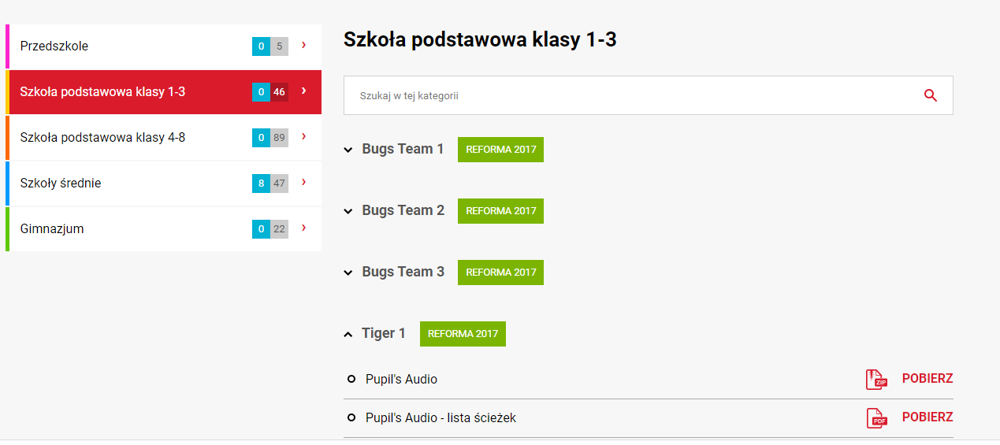 Przedszkole 0 5
Szkoła podstawowa klasy 1-3 0 46
Szkoła podstawowa klasy 4-8 0 89
Szkoły średnie 8 47
Gimnazjum 0 22
Szkoła podstawowa klasy 1-3
Szukaj w tej kategorii
Bugs Team 1 REFORMA 2017
Bugs Team 2 REFORMA 2017
Bugs Team 3 REFORMA 2017
Tiger 1 REFORMA 2017
Pupil's Audio ZIP POBIERZ
Pupil's Audio - lista ścieżek PDF POBIERZ